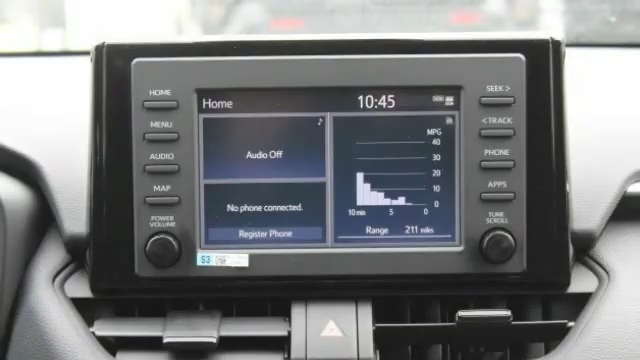 HOME
MENU
AUDIO
MAP
POWER
VOLUME
Home
10:45
Audio Off
No phone connected.
Register Phone
MPG
40
30
20
10
0
10 min 5 0
Range 211 miles
SEEK >
< TRACK
PHONE
APPS
TUNE
SCROLL
S3